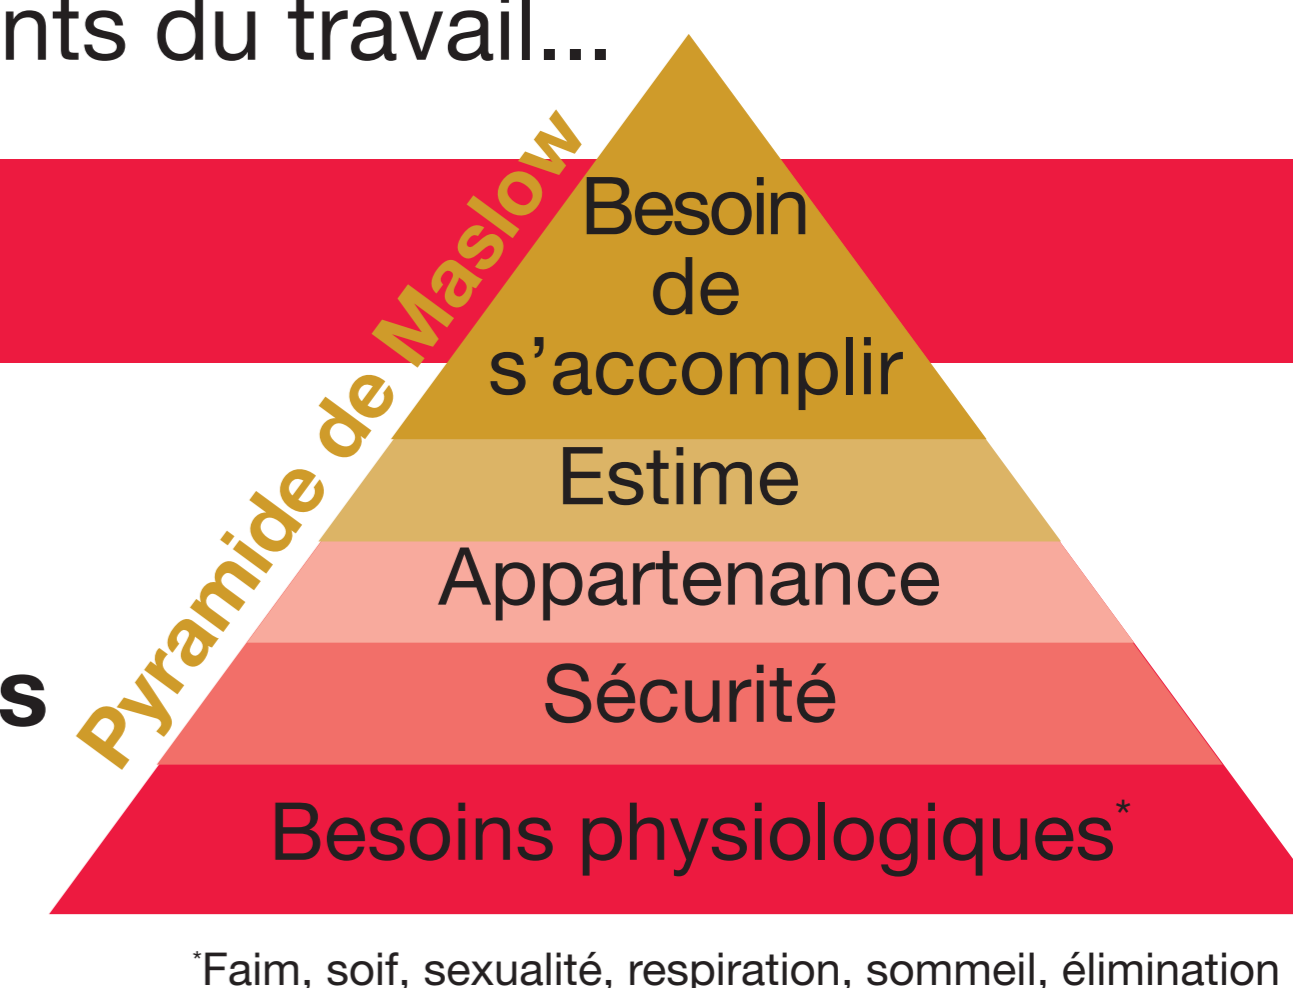 nts du travail...
Pyramide de Maslow
Besoin
de
s’accomplir
Estime
Appartenance
Sécurité
s
Besoins physiologiques*
*Faim, soif, sexualité, respiration, sommeil, élimination